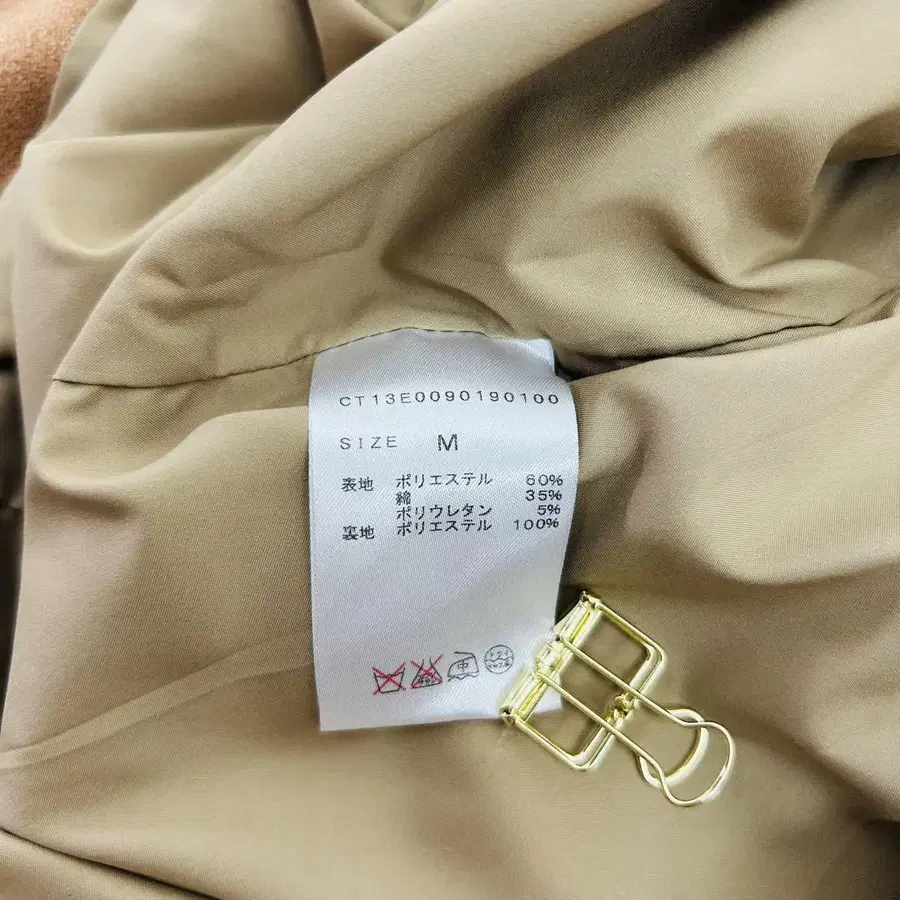 CT13E0090190100
SIZE M
表地 ポリエステル 60%
綿 35%
ポリウレタン 5%
裏地 ポリエステル 100%
中